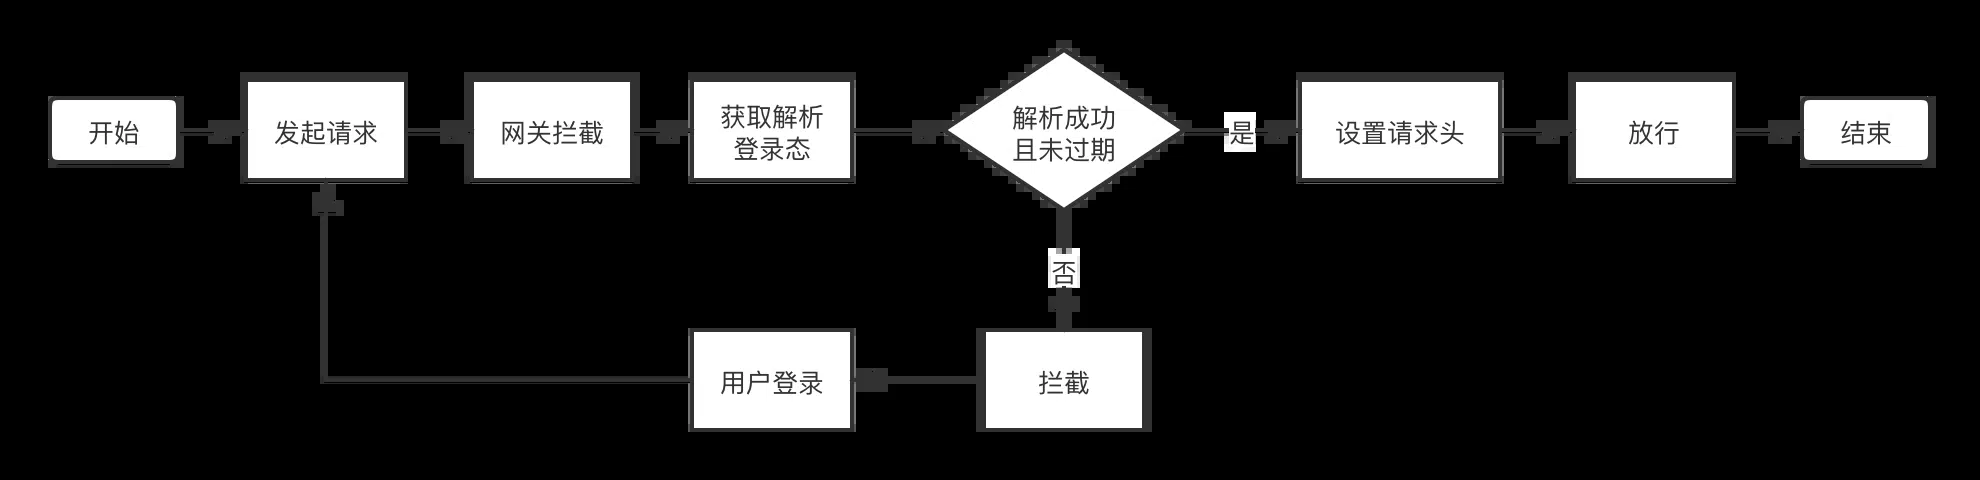 开始
发起请求
网关拦截
获取解析
登录态
解析成功
且未过期
是
设置请求头
放行
结束
否
用户登录
拦截